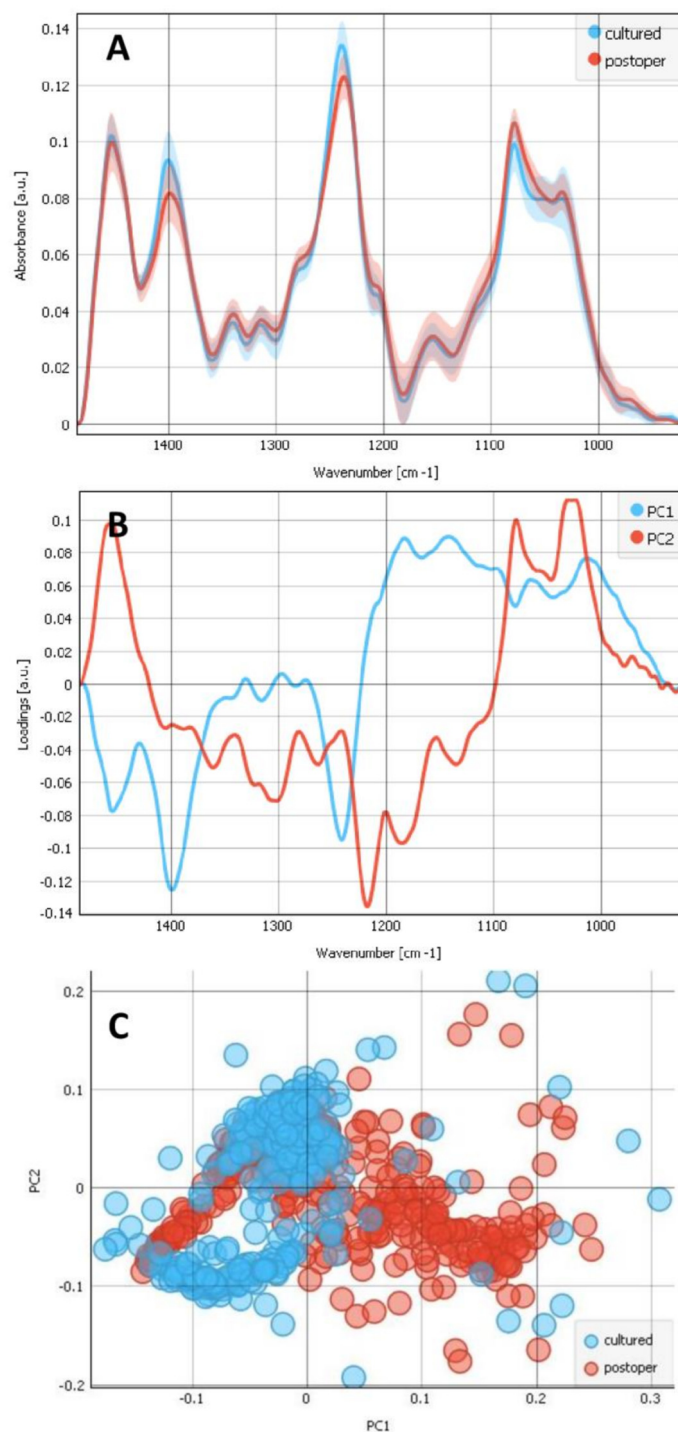 A
cultured
postoper
0.14
0.12
0.1
0.08
0.06
0.04
0.02
0
Absorbance [a.u.]
1400
1300
1200
1100
1000
Wavenumber [cm -1]
B
PC1
PC2
0.1
0.08
0.06
0.04
0.02
0
-0.02
-0.04
-0.06
-0.08
-0.1
-0.12
-0.14
Loadings [a.u.]
1400
1300
1200
1100
1000
Wavenumber [cm -1]
C
0.2
0.1
0
-0.1
-0.2
PC2
cultured
postoper
-0.1
0
0.1
0.2
0.3
PC1